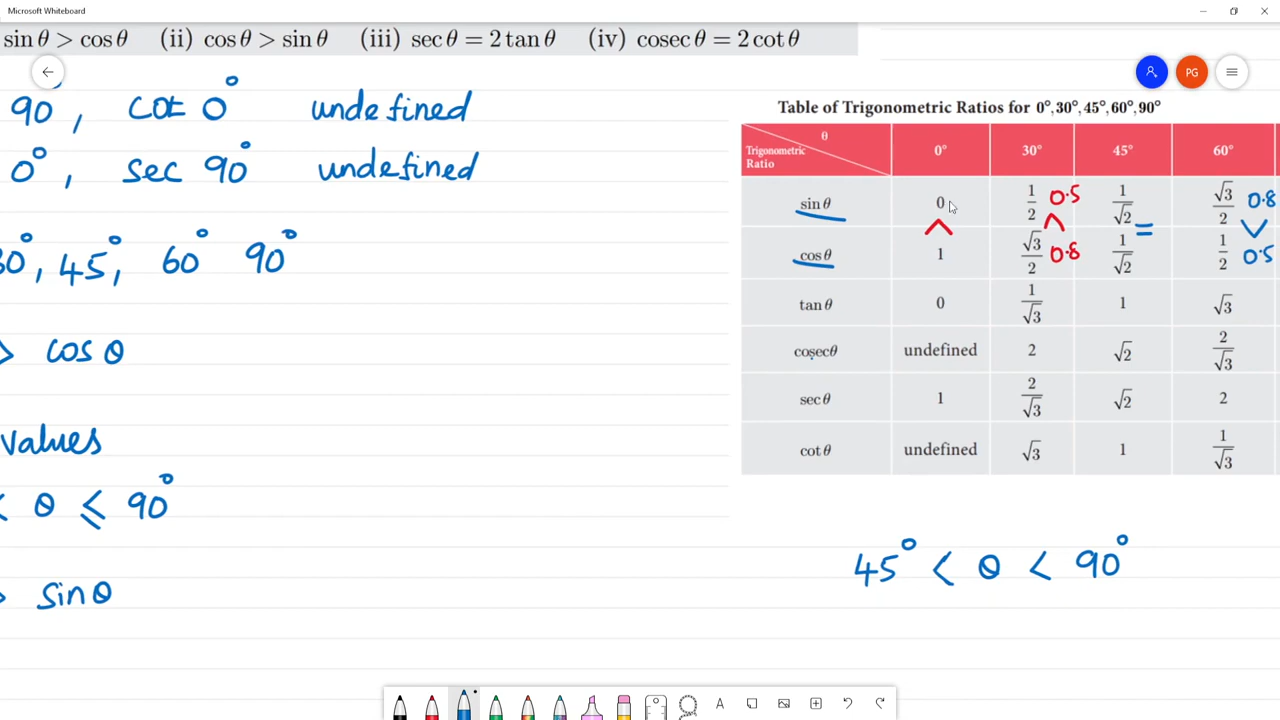 Microsoft Whiteboard
sin θ > cos θ (ii) cos θ > sin θ (iii) sec θ = 2 tan θ (iv) cosec θ = 2 cot θ
PG
90°, cot 0° undefined
0°, sec 90° undefined
30°, 45°, 60° 90°
> cos θ
values
< θ ≤ 90°
> sin θ
Table of Trigonometric Ratios for 0°, 30°, 45°, 60°, 90°
θ
Trigonometric Ratio 0° 30° 45° 60°
sin θ 0 1/2 0.5 1/√2 √3/2 0.8
cos θ 1 √3/2 0.8 = 1/√2 1/2 0.5
tan θ 0 1/√3 1 √3
cosec θ undefined 2 √2 2/√3
sec θ 1 2/√3 √2 2
cot θ undefined √3 1 1/√3
45° < θ < 90°
A